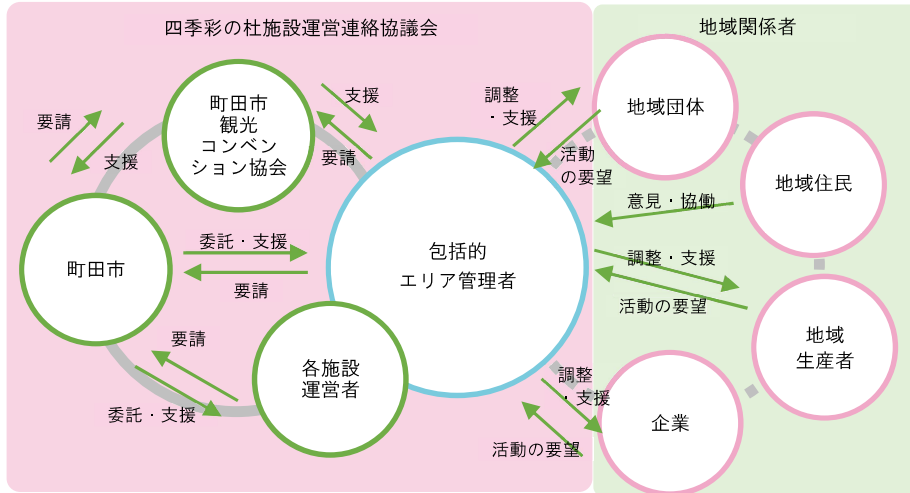 四季彩の杜施設運営連絡協議会
地域関係者
町田市
観光
コンベン
ション協会
支援
要請
要請
支援
町田市
委託・支援
要請
包括的
エリア管理者
各施設
運営者
要請
委託・支援
調整
・支援
活動
の要望
地域団体
地域住民
意見・協働
調整・支援
活動の要望
地域
生産者
企業
調整
・支援
活動の要望